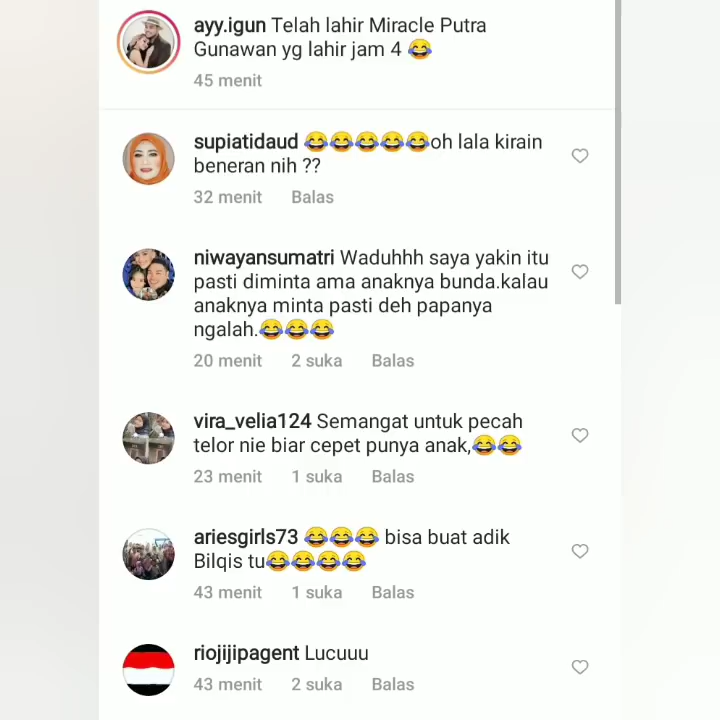 ayy.igun Telah lahir Miracle Putra
Gunawan yg lahir jam 4 😂
45 menit
supiatidaud 😂😂😂😂😂oh lala kirain
beneran nih ??
32 menit Balas
niwayansumatri Waduhhh saya yakin itu
pasti diminta ama anaknya bunda.kalau
anaknya minta pasti deh papanya
ngalah.😂😂😂
20 menit 2 suka Balas
vira_velia124 Semangat untuk pecah
telor nie biar cepet punya anak,😂😂
23 menit 1 suka Balas
ariesgirls73 😂😂😂 bisa buat adik
Bilqis tu😂😂😂😂
43 menit 1 suka Balas
riojijipagent Lucuuu
43 menit 2 suka Balas